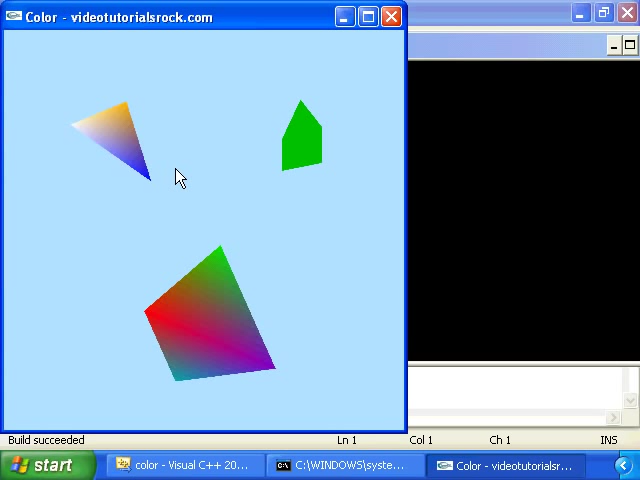 Color - videotutorialsrock.com
Build succeeded Ln 1 Col 1 Ch 1 INS
start color - Visual C++ 20... C:\WINDOWS\syste... Color - videotutorialsr...